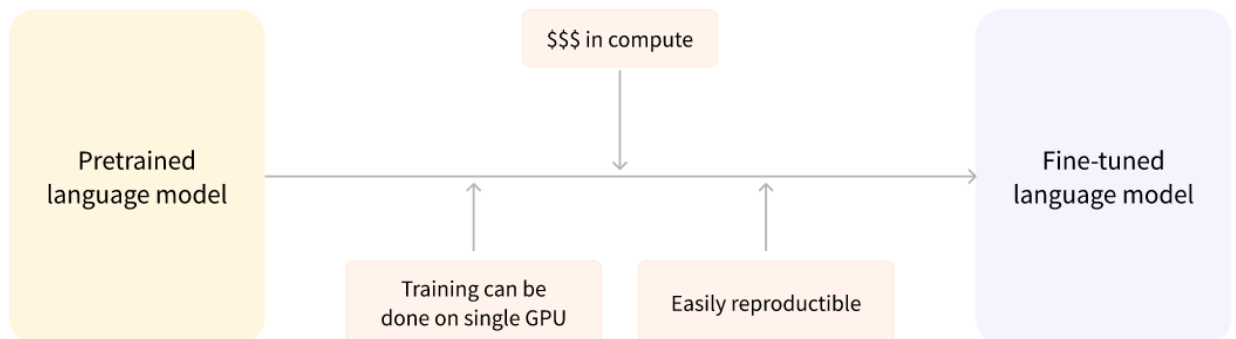 $$$ in compute
Pretrained
language model
Fine-tuned
language model
Training can be
done on single GPU
Easily reproductible